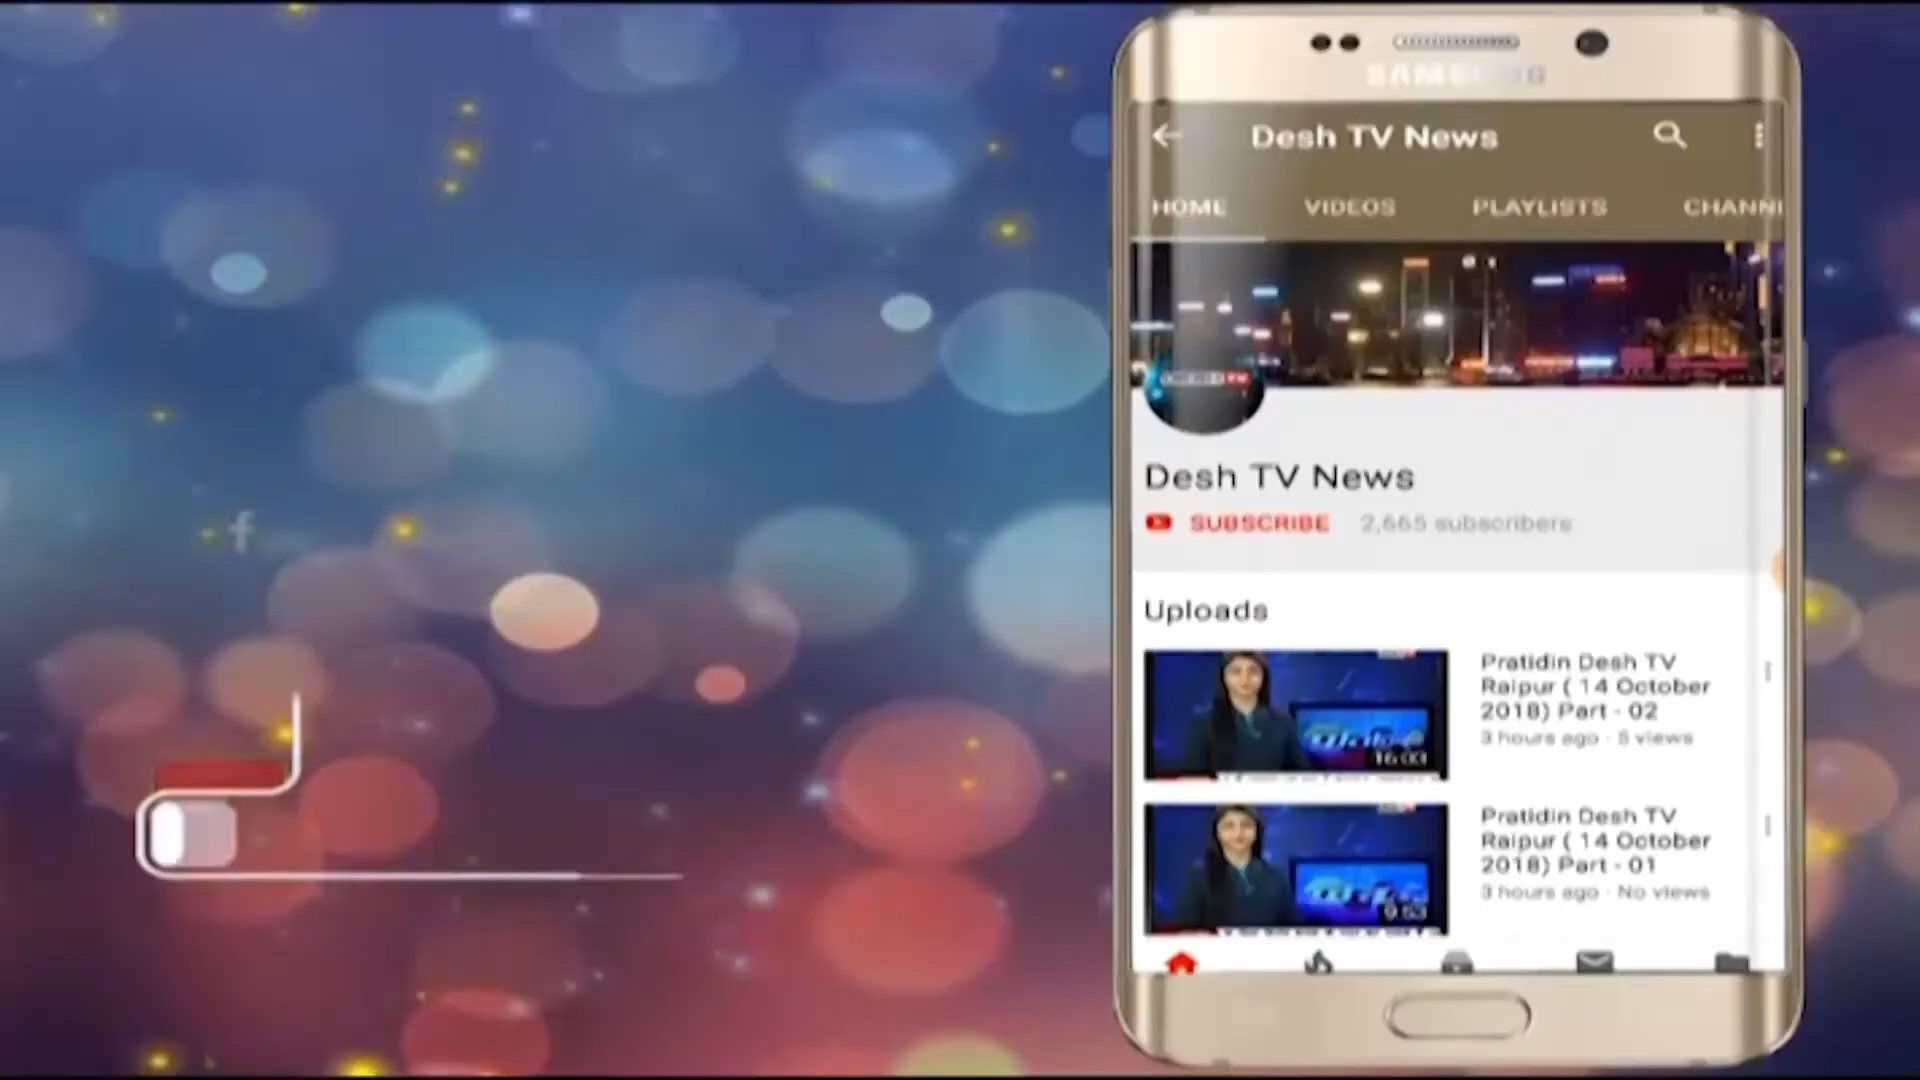 SAMSUNG
Desh TV News
HOME
VIDEOS
PLAYLISTS
CHANN
Desh TV News
SUBSCRIBE
2,665 subscribers
Uploads
Pratidin Desh TV
Raipur ( 14 October
2018) Part - 02
3 hours ago · 5 views
16:03
Pratidin Desh TV
Raipur ( 14 October
2018) Part - 01
3 hours ago · No views
9:53
f